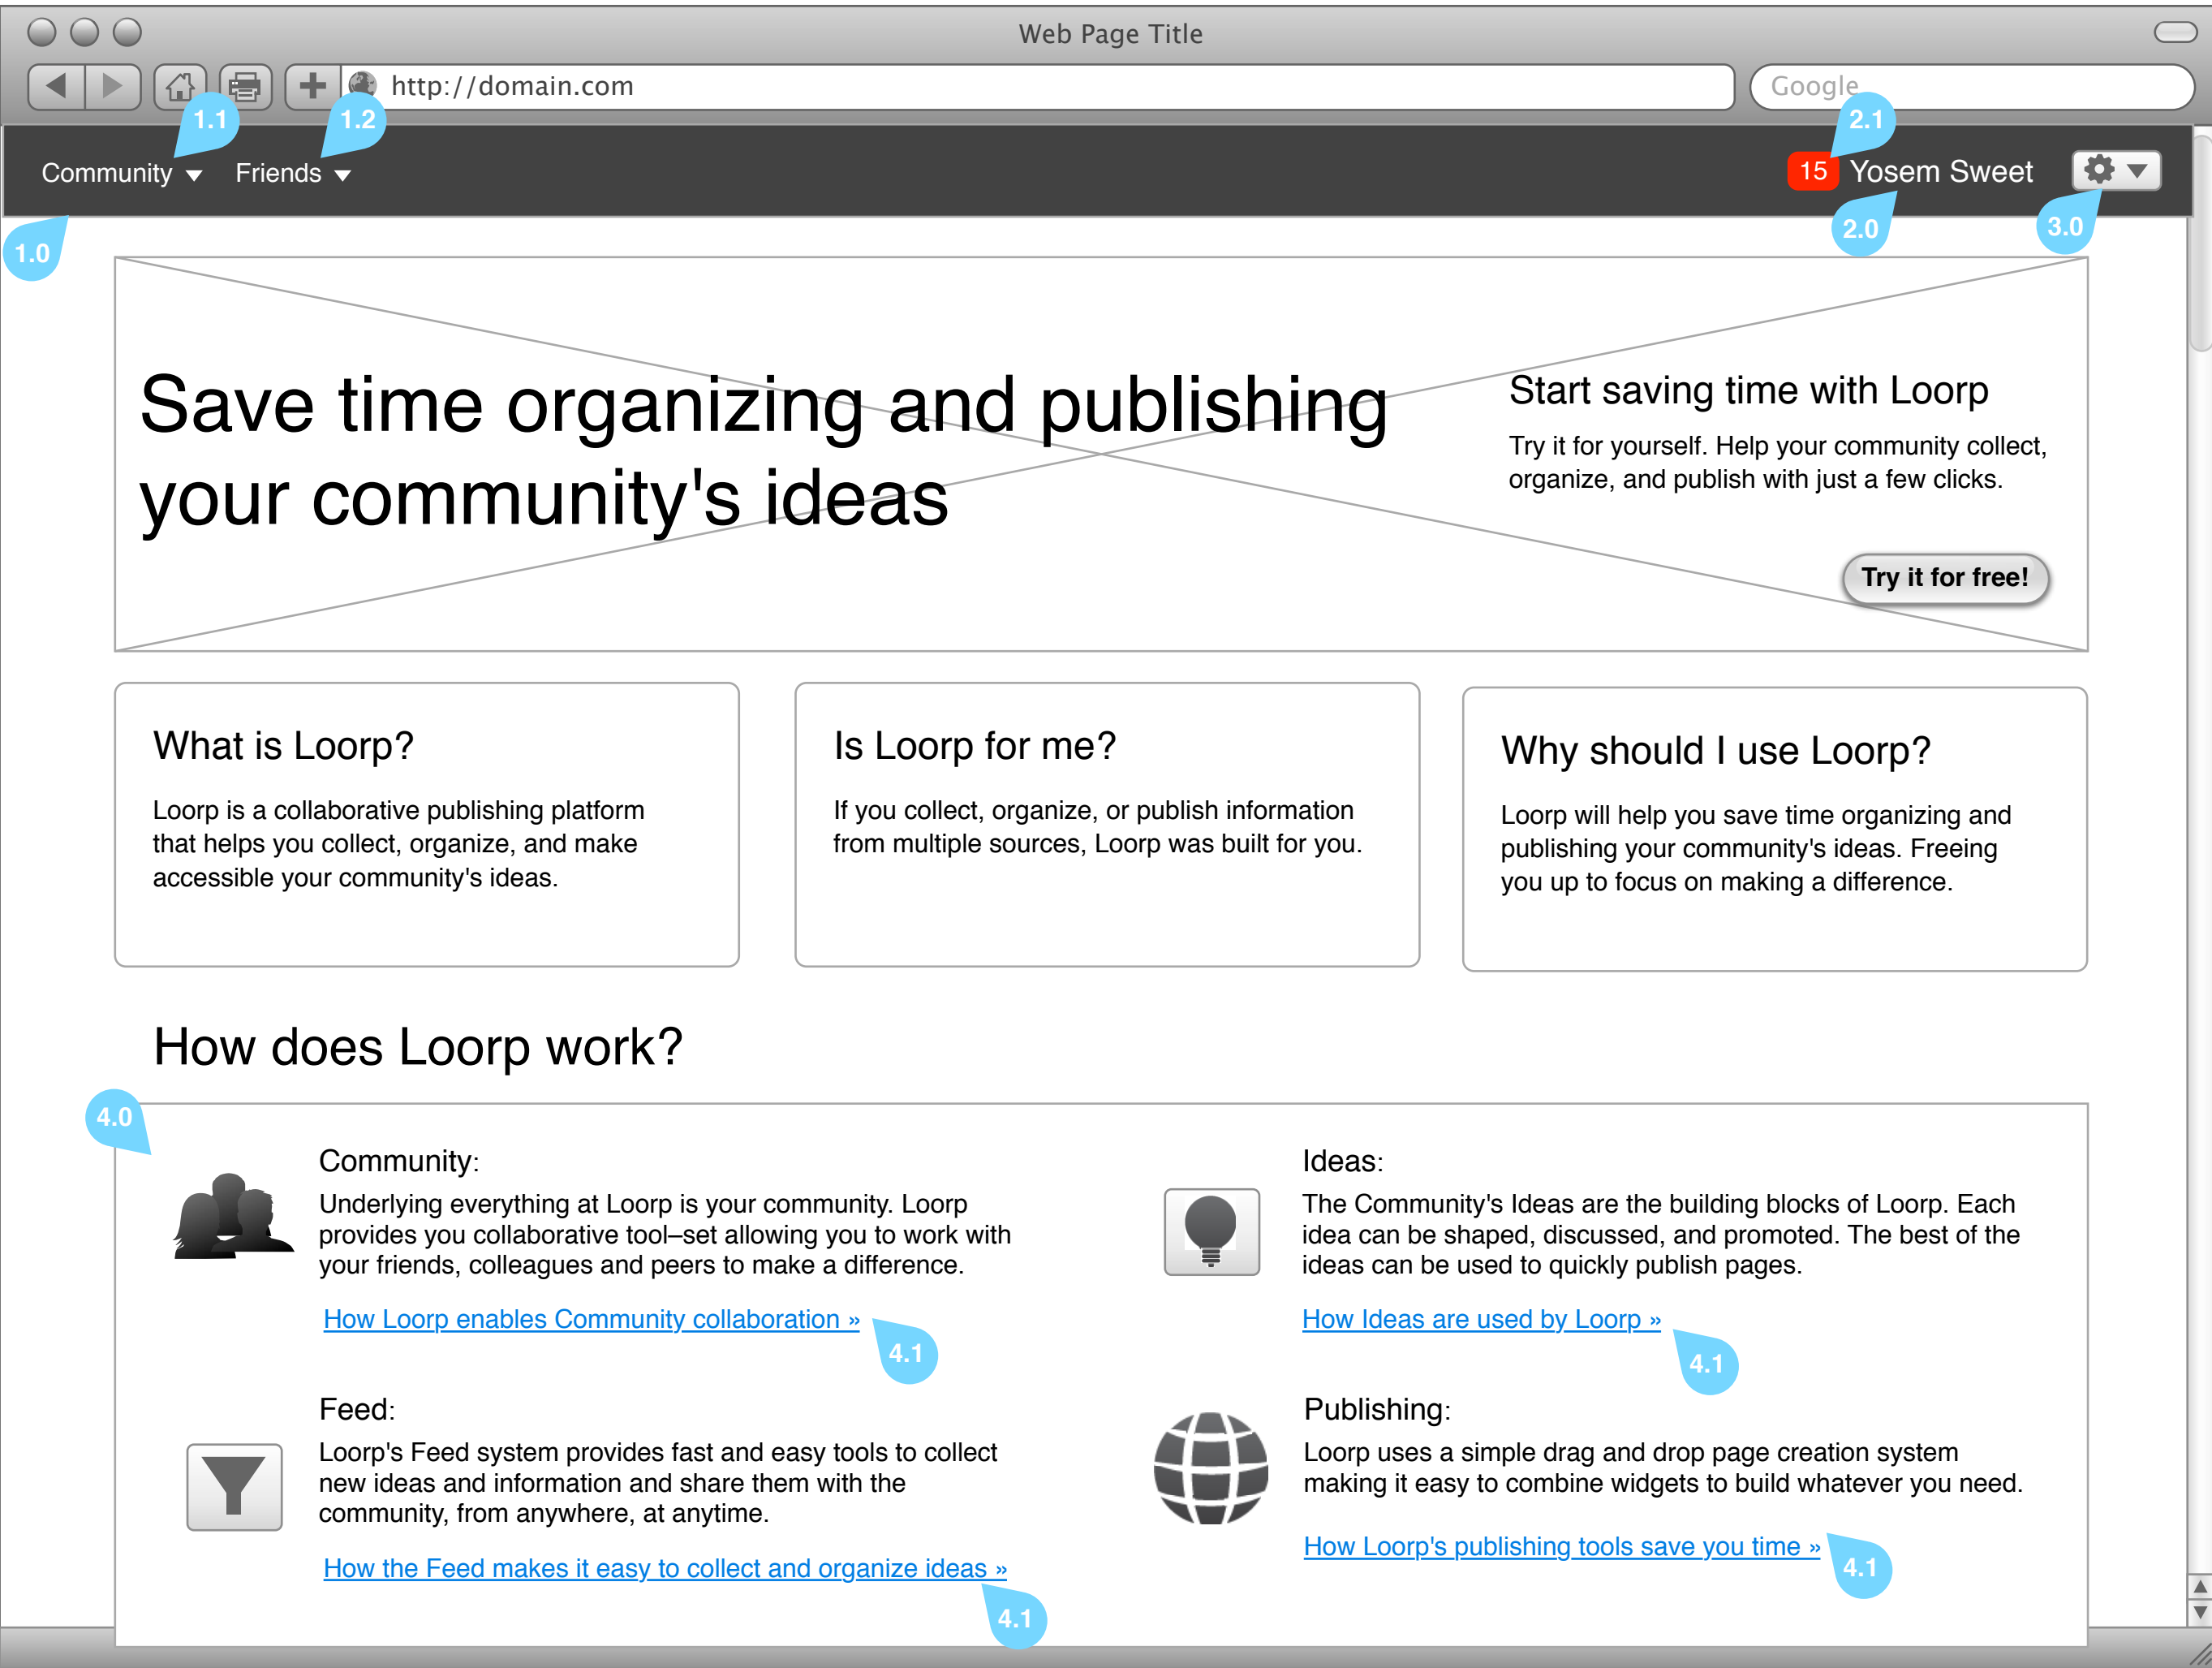 Web Page Title
http://domain.com
Google
1.1
1.2
2.1
Community
Friends
15
Yosem Sweet
1.0
2.0
3.0
Save time organizing and publishing
your community's ideas
Start saving time with Loorp
Try it for yourself. Help your community collect,
organize, and publish with just a few clicks.
Try it for free!
What is Loorp?
Loorp is a collaborative publishing platform
that helps you collect, organize, and make
accessible your community's ideas.
Is Loorp for me?
If you collect, organize, or publish information
from multiple sources, Loorp was built for you.
Why should I use Loorp?
Loorp will help you save time organizing and
publishing your community's ideas. Freeing
you up to focus on making a difference.
How does Loorp work?
4.0
Community:
Underlying everything at Loorp is your community. Loorp
provides you collaborative tool–set allowing you to work with
your friends, colleagues and peers to make a difference.
How Loorp enables Community collaboration »
4.1
Ideas:
The Community's Ideas are the building blocks of Loorp. Each
idea can be shaped, discussed, and promoted. The best of the
ideas can be used to quickly publish pages.
How Ideas are used by Loorp »
4.1
Feed:
Loorp's Feed system provides fast and easy tools to collect
new ideas and information and share them with the
community, from anywhere, at anytime.
How the Feed makes it easy to collect and organize ideas »
4.1
Publishing:
Loorp uses a simple drag and drop page creation system
making it easy to combine widgets to build whatever you need.
How Loorp's publishing tools save you time »
4.1